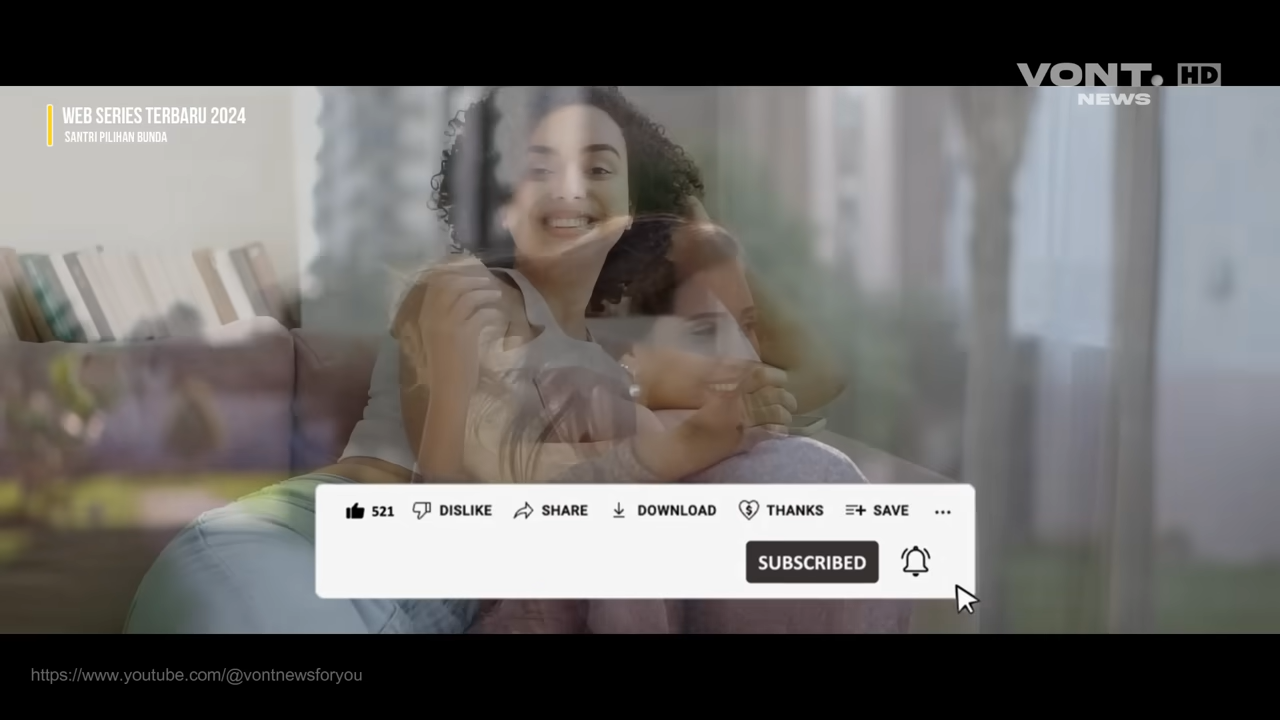 VONT. HD
NEWS
WEB SERIES TERBARU 2024
SANTRI PILIHAN BUNDA
521 DISLIKE SHARE DOWNLOAD THANKS SAVE ...
SUBSCRIBED
https://www.youtube.com/@vontnewsforyou